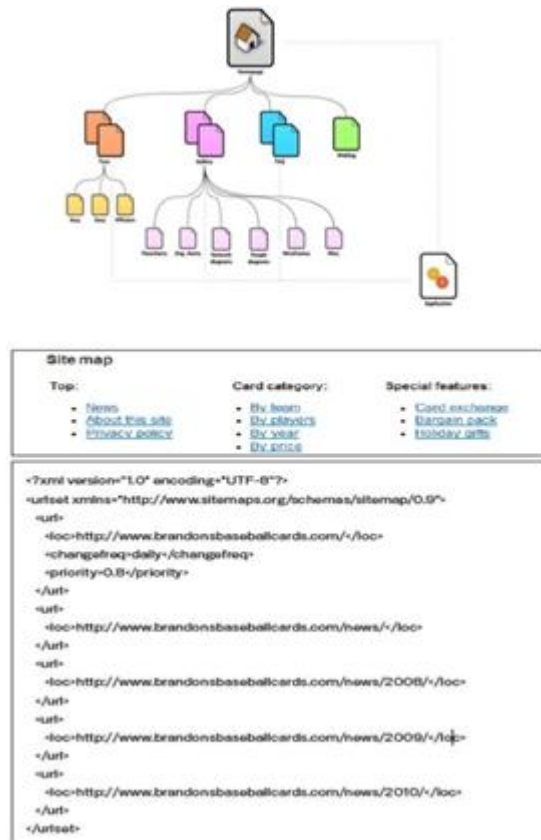 Homepage
Tour
Gallery
FAQ
Application
Site map
Top:
Card category:
Special features:
News
By team
Card exchange
About this site
By players
Bargain pack
Privacy policy
By year
Holiday gifts
By price
<?xml version="1.0" encoding="UTF-8"?>
<urlset xmlns="http://www.sitemaps.org/schemas/sitemap/0.9">
<url>
<loc>http://www.brandonsbaseballcards.com/</loc>
<changefreq>daily</changefreq>
<priority>0.8</priority>
</url>
<url>
<loc>http://www.brandonsbaseballcards.com/news/</loc>
</url>
<url>
<loc>http://www.brandonsbaseballcards.com/news/2008/</loc>
</url>
<url>
<loc>http://www.brandonsbaseballcards.com/news/2009/</loc>
</url>
<url>
<loc>http://www.brandonsbaseballcards.com/news/2010/</loc>
</url>
</urlset>